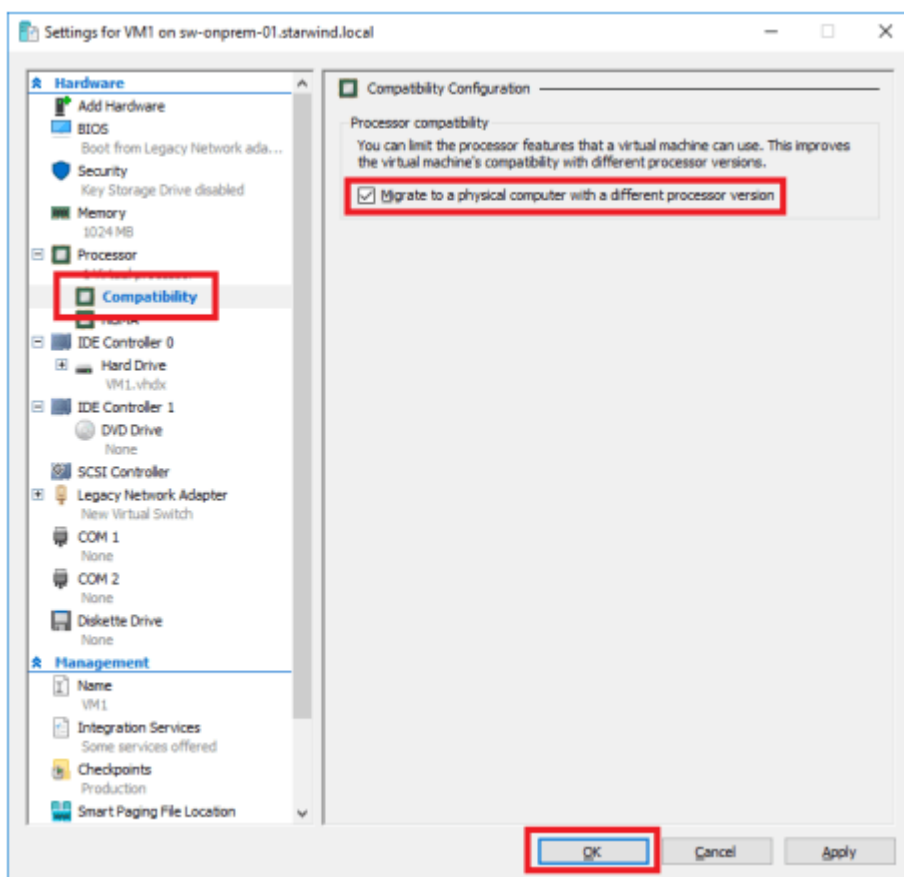 Settings for VM1 on sw-onprem-01.starwind.local
Hardware
Add Hardware
BIOS
Boot from Legacy Network ada...
Security
Key Storage Drive disabled
Memory
1024 MB
Processor
Compatibility
IDE Controller 0
Hard Drive
VM1.vhdx
IDE Controller 1
DVD Drive
None
SCSI Controller
Legacy Network Adapter
New Virtual Switch
COM 1
None
COM 2
None
Diskette Drive
None
Management
Name
VM1
Integration Services
Some services offered
Checkpoints
Production
Smart Paging File Location
Compatibility Configuration
Processor compatibility
You can limit the processor features that a virtual machine can use. This improves
the virtual machine's compatibility with different processor versions.
Migrate to a physical computer with a different processor version
OK
Cancel
Apply